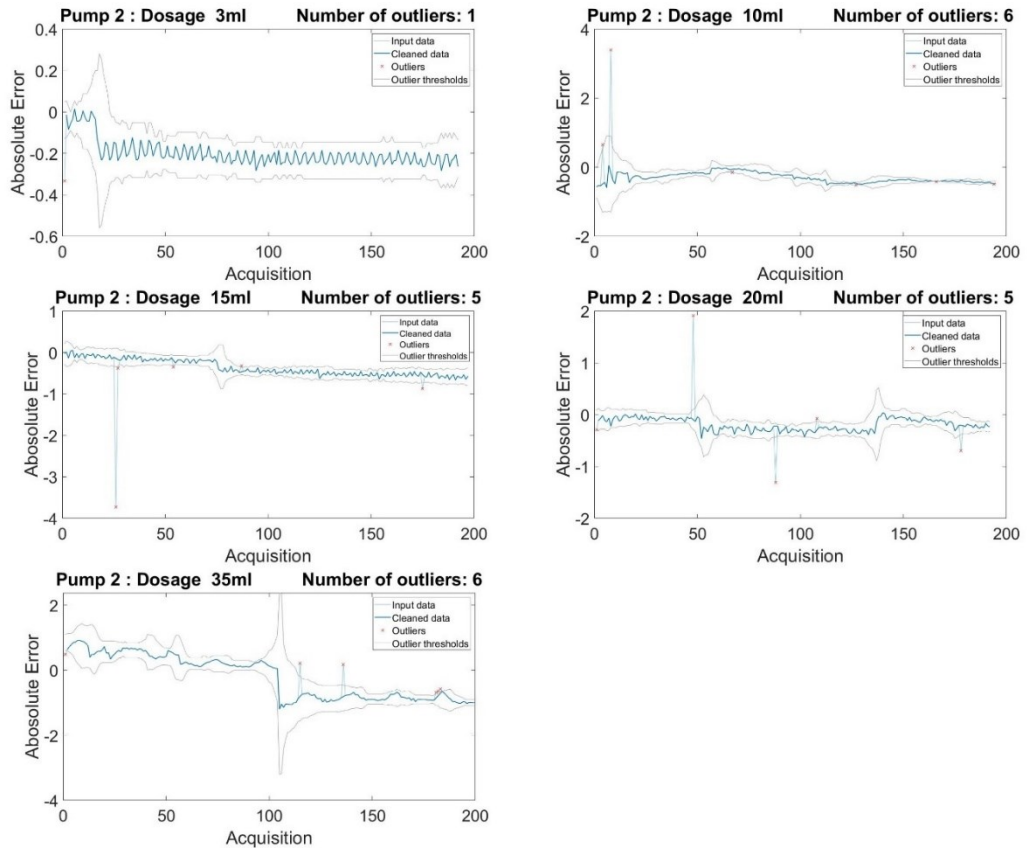 Pump 2 : Dosage 3ml Number of outliers: 1
0.4
0.2
0
-0.2
-0.4
-0.6
Abosolute Error
Input data
Cleaned data
Outliers
Outlier thresholds
0 50 100 150 200
Acquisition
Pump 2 : Dosage 10ml Number of outliers: 6
4
2
0
-2
Abosolute Error
Input data
Cleaned data
Outliers
Outlier thresholds
0 50 100 150 200
Acquisition
Pump 2 : Dosage 15ml Number of outliers: 5
1
0
-1
-2
-3
-4
Abosolute Error
Input data
Cleaned data
Outliers
Outlier thresholds
0 50 100 150 200
Acquisition
Pump 2 : Dosage 20ml Number of outliers: 5
2
1
0
-1
-2
Abosolute Error
Input data
Cleaned data
Outliers
Outlier thresholds
0 50 100 150 200
Acquisition
Pump 2 : Dosage 35ml Number of outliers: 6
2
0
-2
-4
Abosolute Error
Input data
Cleaned data
Outliers
Outlier thresholds
0 50 100 150 200
Acquisition